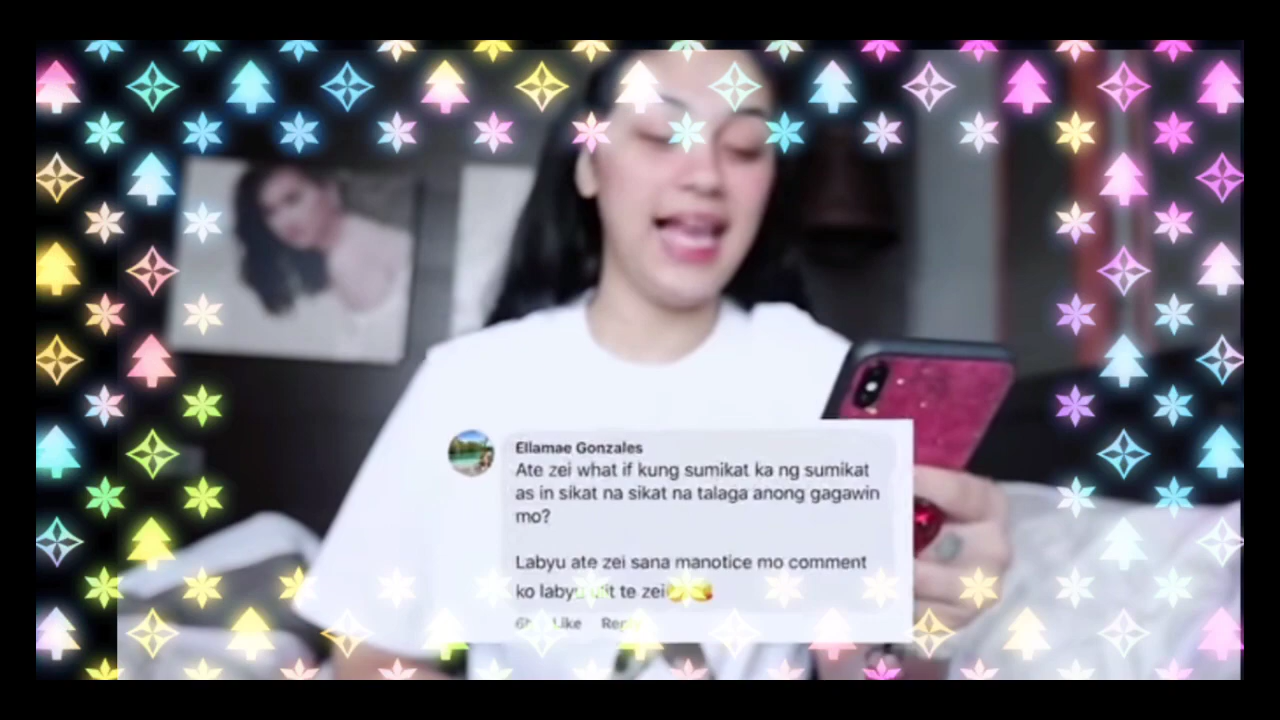 Ellamae Gonzales
Ate zei what if kung sumikat ka ng sumikat
as in sikat na sikat na talaga anong gagawin
mo?
Labyu ate zei sana manotice mo comment
ko labyu te zei
Like